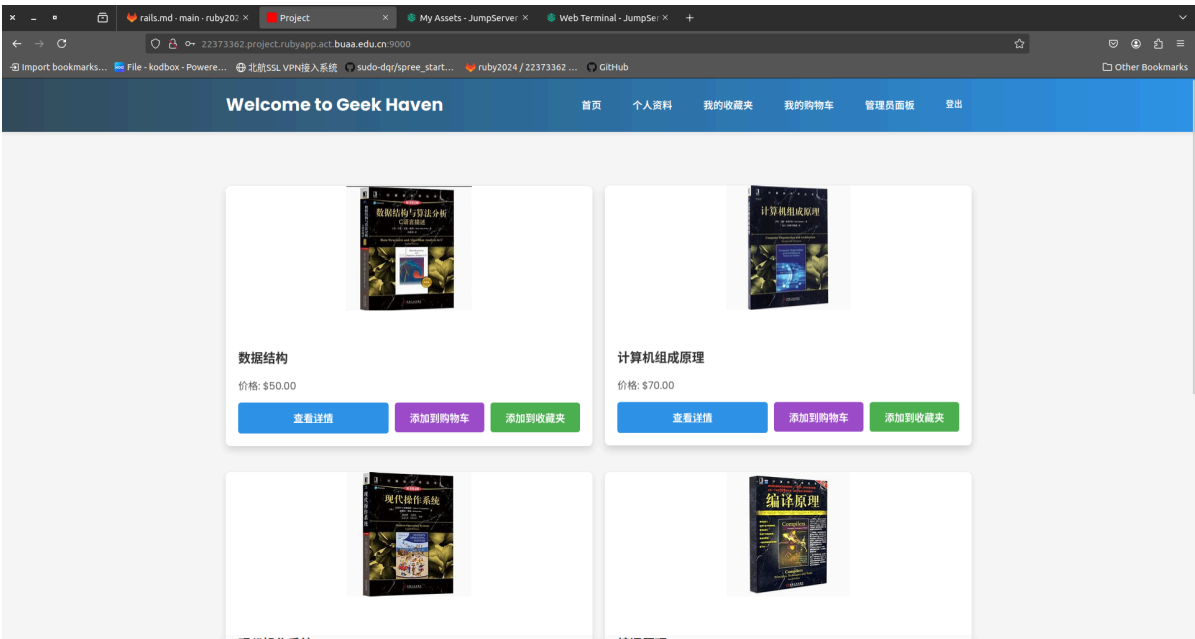 rails.md · main · ruby202
Project
My Assets - JumpServer
Web Terminal - JumpSer
22373362.project.rubyapp.act.buaa.edu.cn:9000
Import bookmarks...
File - kodbox - Powere...
北航SSL VPN接入系统
sudo-dqr/spree_start...
ruby2024 / 22373362 ...
GitHub
Other Bookmarks
Welcome to Geek Haven
首页
个人资料
我的收藏夹
我的购物车
管理员面板
登出
数据结构与算法分析
C语言描述
计算机组成原理
数据结构
计算机组成原理
价格: $50.00
价格: $70.00
查看详情
添加到购物车
添加到收藏夹
查看详情
添加到购物车
添加到收藏夹
现代操作系统
编译原理
Compilers